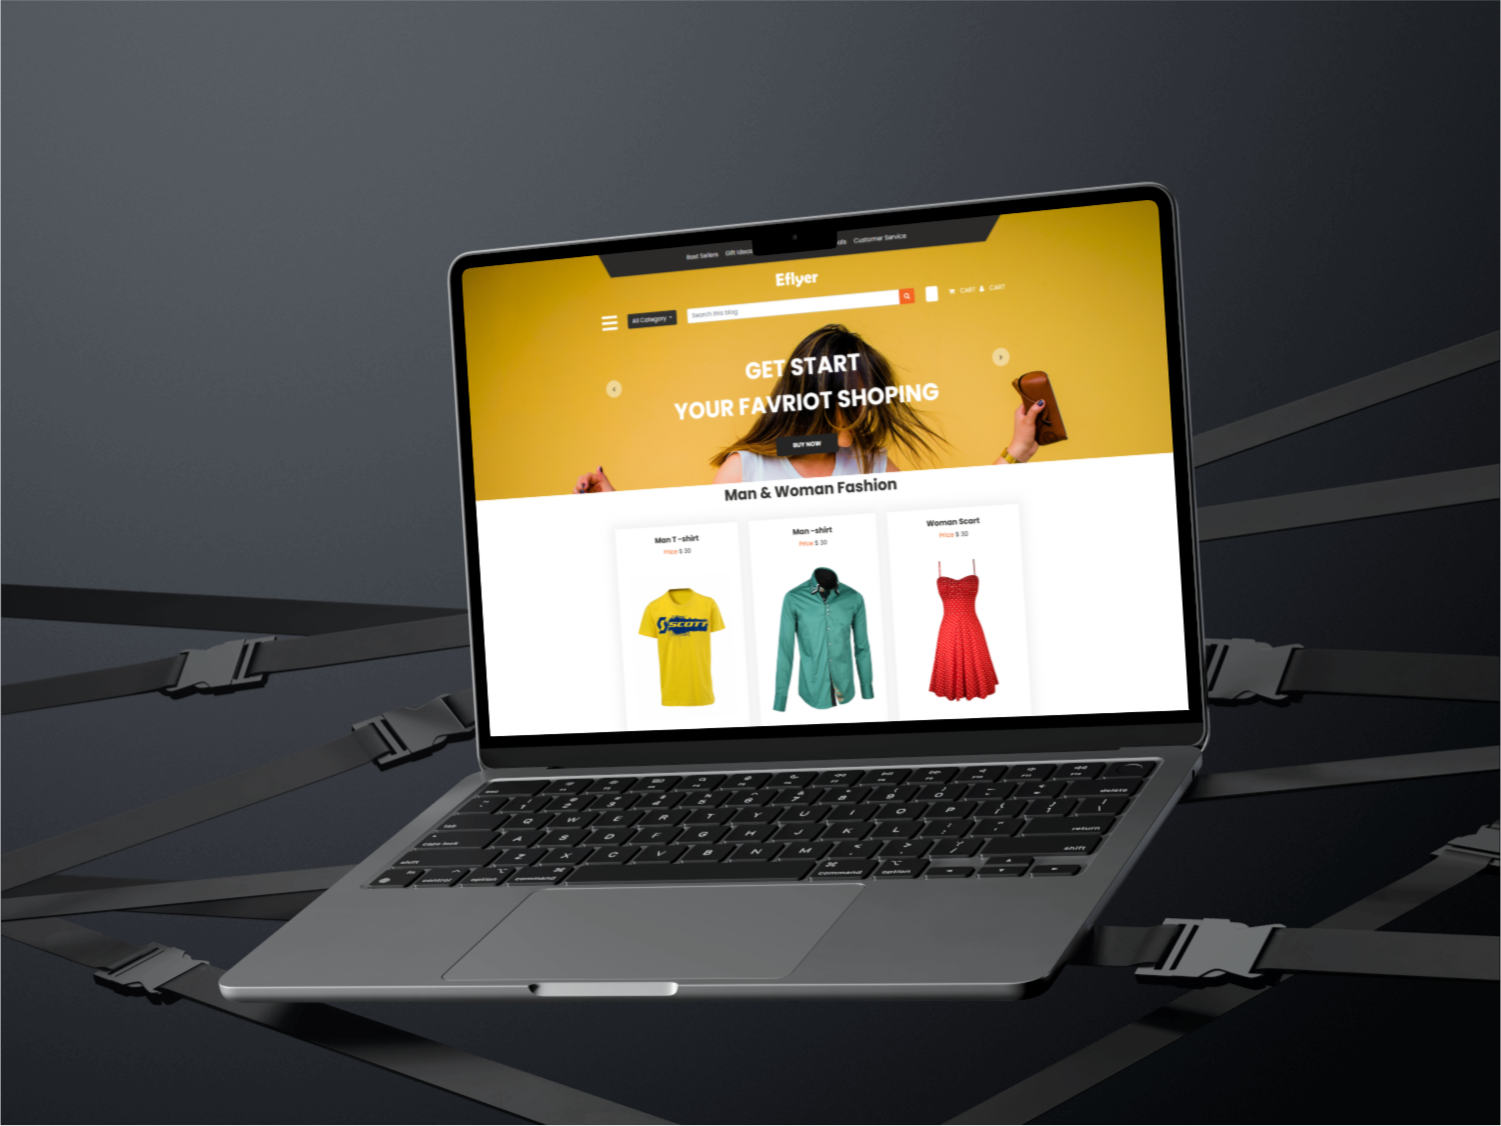 Best Sellers Gift Ideas Customer Service
Eflyer
All Category
Search this blog
CART CART
GET START
YOUR FAVRIOT SHOPING
BUY NOW
Man & Woman Fashion
Man T -shirt
Price $ 30
Man -shirt
Price $ 30
Woman Scart
Price $ 30
SCOTT
delete
Q W E R T Y U I O P
tab
A S D F G H J K L
return
caps lock
Z X C V B N M
shift
shift
fn control option command
command option